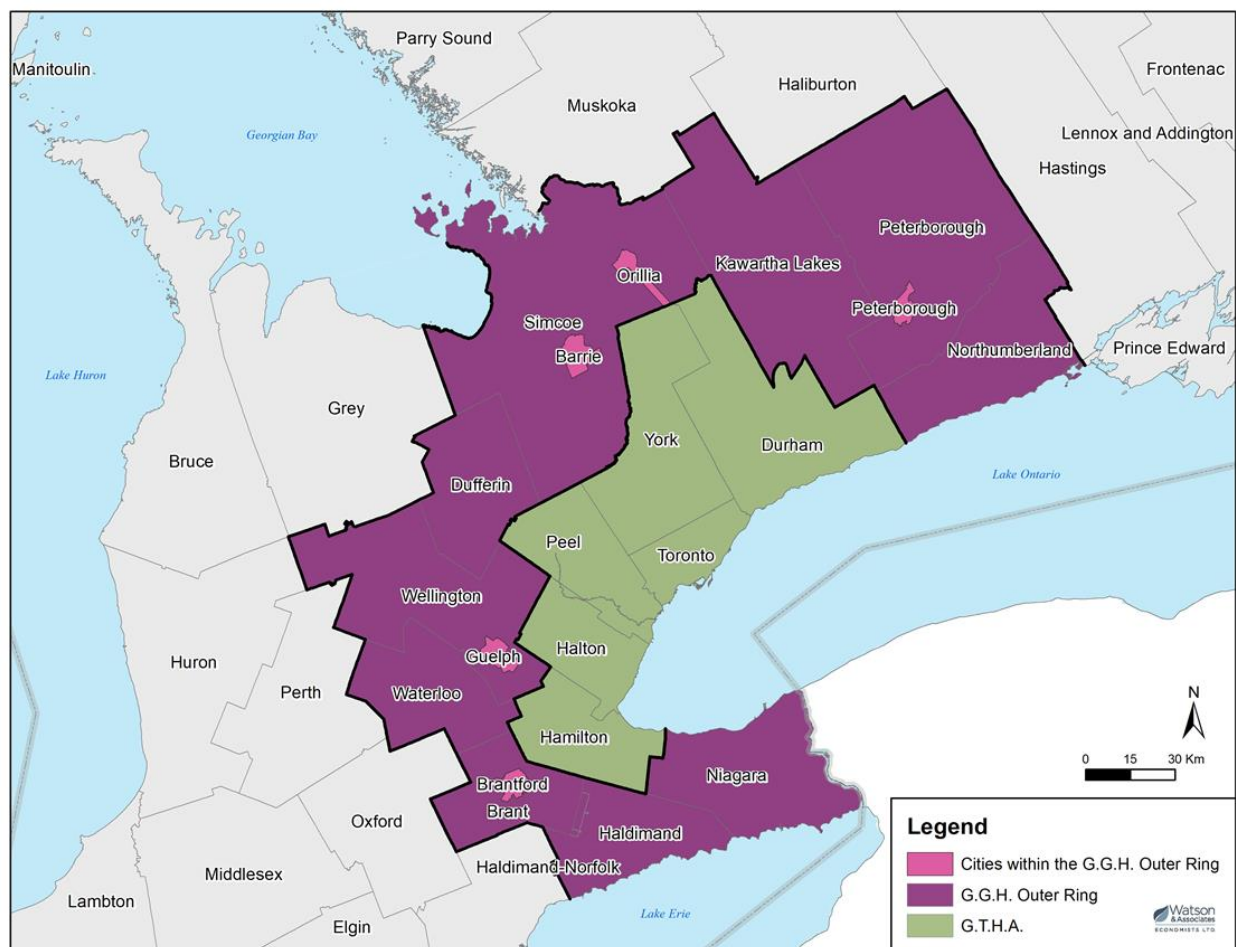 Parry Sound
Manitoulin
Frontenac
Haliburton
Muskoka
Georgian Bay
Lennox and Addington
Hastings
Peterborough
Kawartha Lakes
Orillia
Peterborough
Simcoe
Barrie
Northumberland
Prince Edward
Lake Huron
Grey
York
Durham
Bruce
Lake Ontario
Dufferin
Peel
Toronto
Wellington
Huron
Guelph
Halton
Perth
Waterloo
N
Hamilton
0 15 30 Km
Niagara
Brantford
Brant
Oxford
Haldimand
Haldimand-Norfolk
Middlesex
Lambton
Elgin
Lake Erie
Legend
Cities within the G.G.H. Outer Ring
G.G.H. Outer Ring
G.T.H.A.
Watson
& Associates
ECONOMISTS LTD.